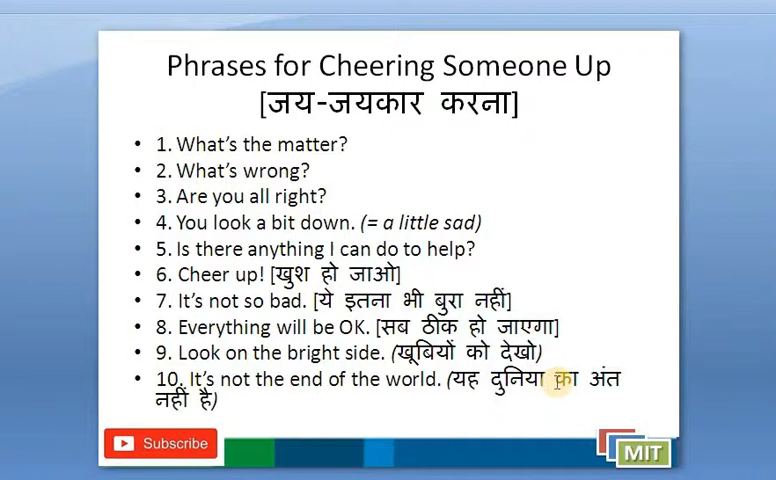 Phrases for Cheering Someone Up
[जय-जयकार करना]
• 1. What's the matter?
• 2. What's wrong?
• 3. Are you all right?
• 4. You look a bit down. (= a little sad)
• 5. Is there anything I can do to help?
• 6. Cheer up! [खुश हो जाओ]
• 7. It's not so bad. [ये इतना भी बुरा नहीं]
• 8. Everything will be OK. [सब ठीक हो जाएगा]
• 9. Look on the bright side. (खूबियों को देखो)
• 10. It's not the end of the world. (यह दुनिया का अंत
नहीं है)
Subscribe
MIT